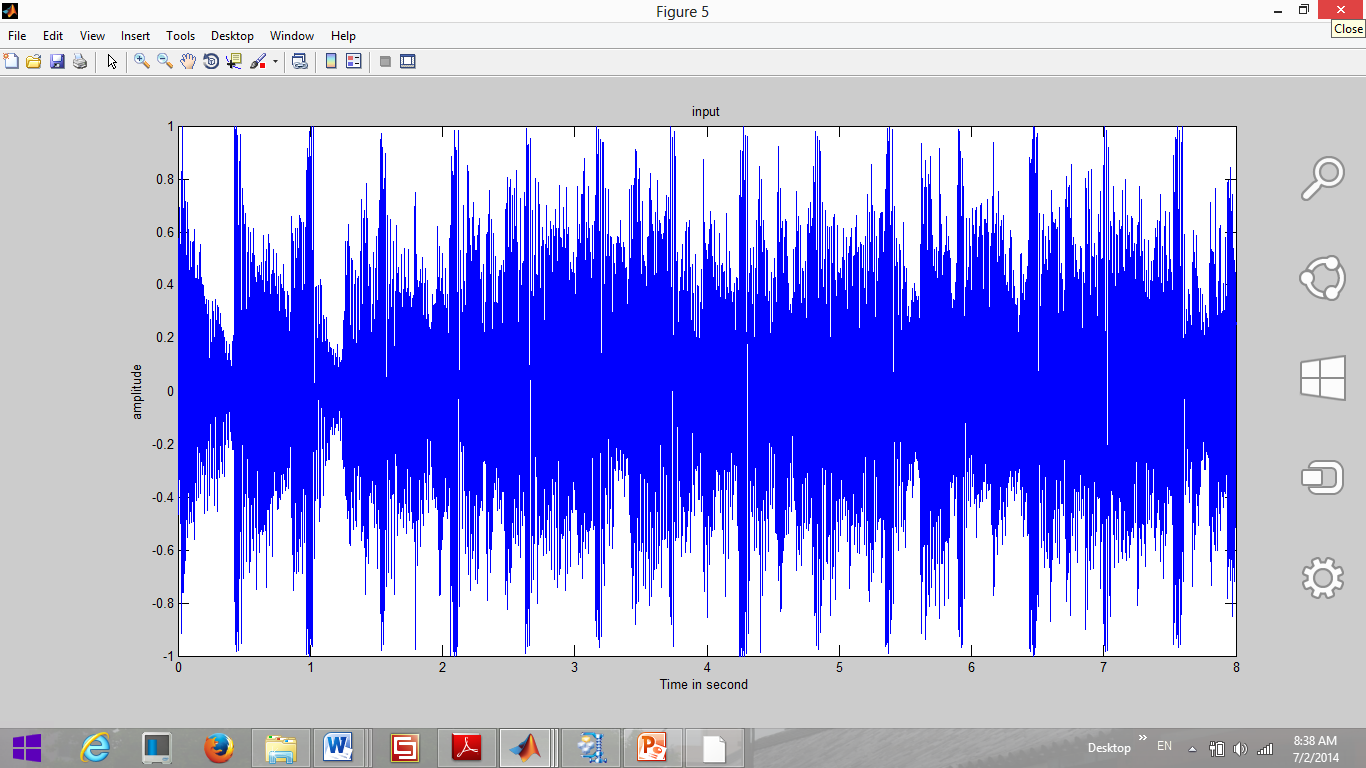 Figure 5
Close
File Edit View Insert Tools Desktop Window Help
input
1
0.8
0.6
0.4
0.2
0
-0.2
-0.4
-0.6
-0.8
-1
amplitude
0 1 2 3 4 5 6 7 8
Time in second
Desktop » EN 8:38 AM
7/2/2014